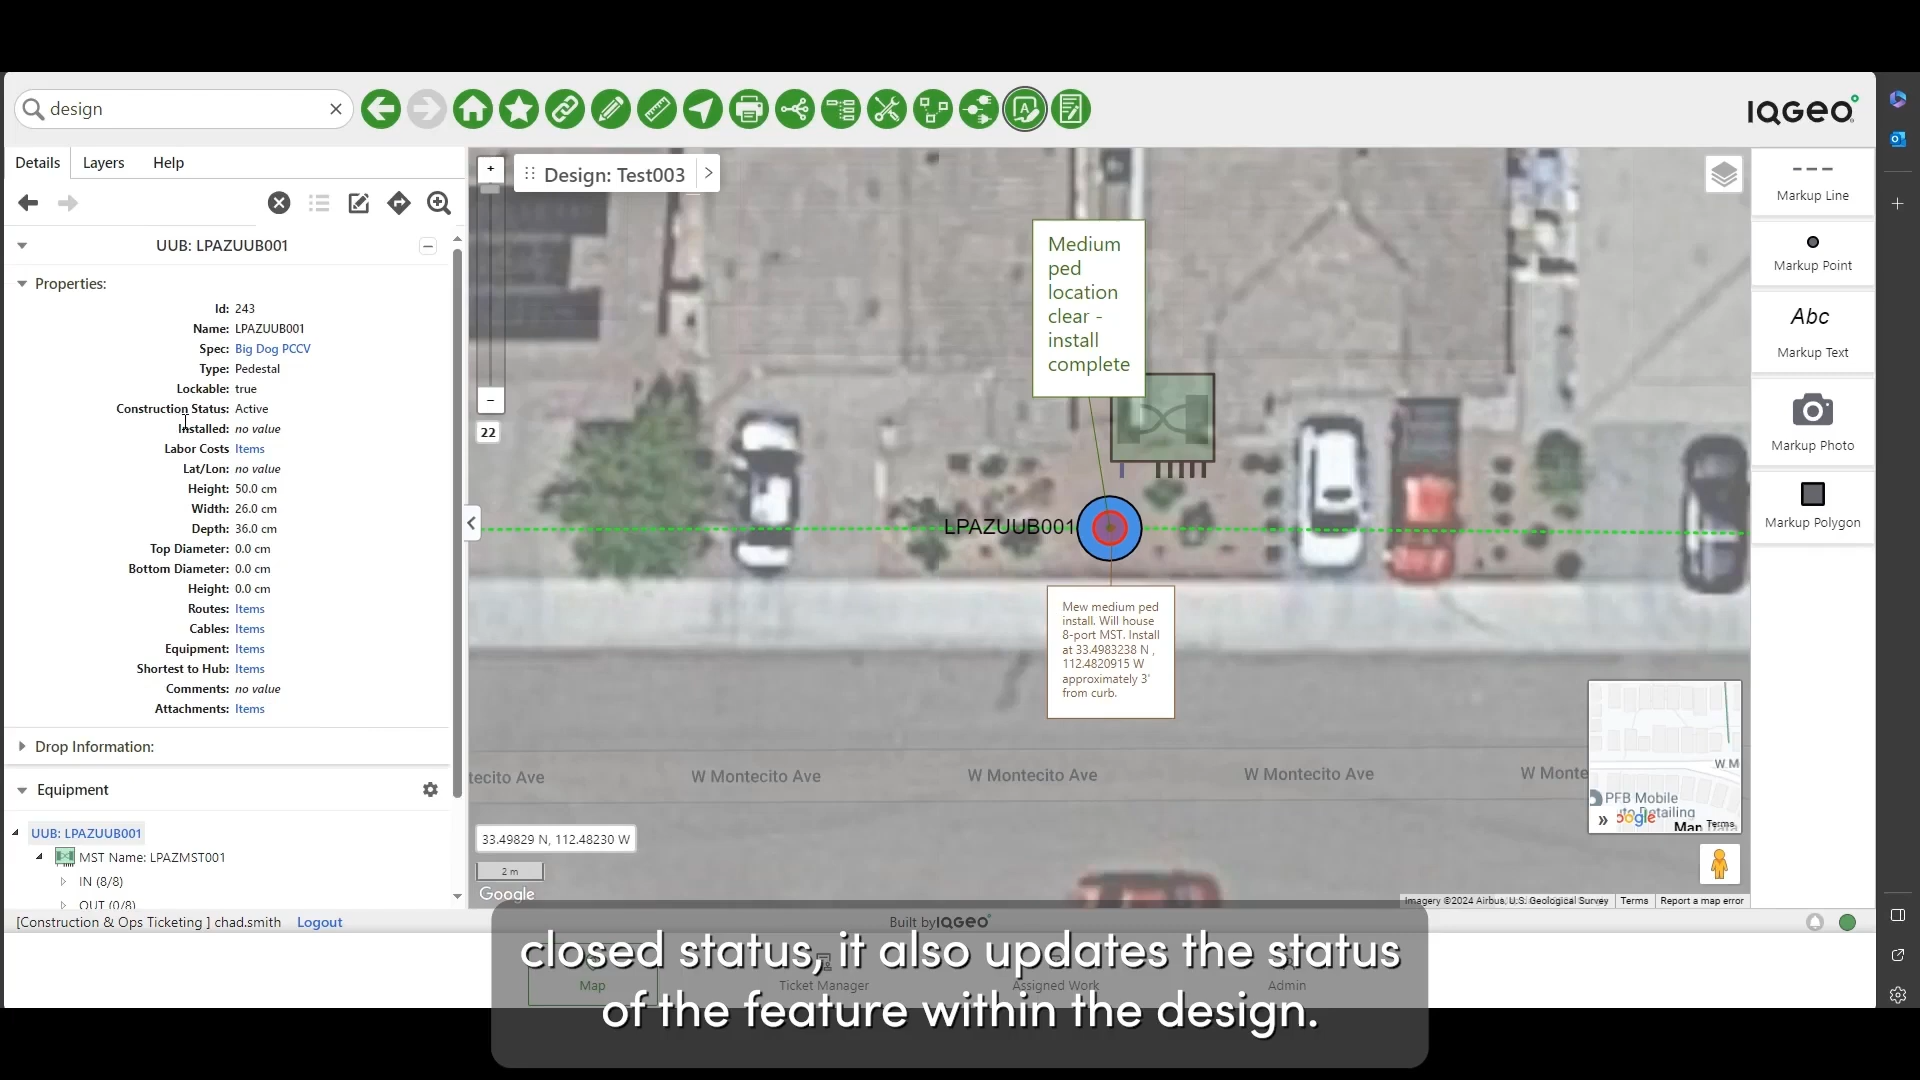 design
IQGEO
Details
Layers
Help
UUB: LPAZUUB001
Properties:
Id: 243
Name: LPAZUUB001
Spec: Big Dog PCCV
Type: Pedestal
Lockable: true
Construction Status: Active
Installed: no value
Labor Costs Items
Lat/Lon: no value
Height: 50.0 cm
Width: 26.0 cm
Depth: 36.0 cm
Top Diameter: 0.0 cm
Bottom Diameter: 0.0 cm
Height: 0.0 cm
Routes: Items
Cables: Items
Equipment: Items
Shortest to Hub: Items
Comments: no value
Attachments: Items
Drop Information:
Equipment
UUB: LPAZUUB001
MST Name: LPAZMST001
IN (8/8)
OUT (0/8)
+
Design: Test003
>
−
22
Medium
ped
location
clear -
install
complete
LPAZUUB001
Mew medium ped
install. Will house
8-port MST. Install
at 33.4983238 N ,
112.4820915 W
approximately 3'
from curb.
tecito Ave
W Montecito Ave
W Montecito Ave
W Montecito Ave
W Monte
33.49829 N, 112.48230 W
2 m
Google
W M
PFB Mobile
Detailing
Terms
Imagery ©2024 Airbus, U.S. Geological Survey
Terms
Report a map error
Markup Line
Markup Point
Abc
Markup Text
Markup Photo
Markup Polygon
[Construction & Ops Ticketing ] chad.smith
Logout
Built by IQGEO
Map
Ticket Manager
Assigned Work
Admin
closed status, it also updates the status
of the feature within the design.